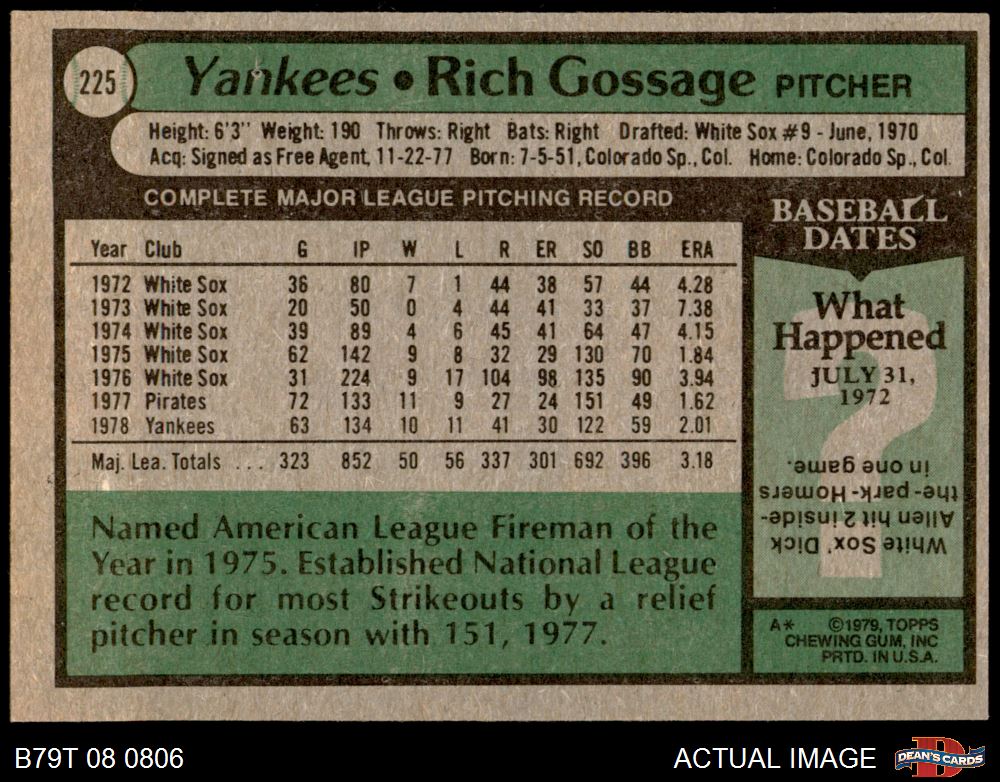 225
Yankees • Rich Gossage PITCHER
Height: 6'3" Weight: 190 Throws: Right Bats: Right Drafted: White Sox #9 - June, 1970
Acq: Signed as Free Agent, 11-22-77 Born: 7-5-51, Colorado Sp., Col. Home: Colorado Sp., Col.
COMPLETE MAJOR LEAGUE PITCHING RECORD
Year Club G IP W L R ER SO BB ERA
1972 White Sox 36 80 7 1 44 38 57 44 4.28
1973 White Sox 20 50 0 4 44 41 33 37 7.38
1974 White Sox 39 89 4 6 45 41 64 47 4.15
1975 White Sox 62 142 9 8 32 29 130 70 1.84
1976 White Sox 31 224 9 17 104 98 135 90 3.94
1977 Pirates 72 133 11 9 27 24 151 49 1.62
1978 Yankees 63 134 10 11 41 30 122 59 2.01
Maj. Lea. Totals ... 323 852 50 56 337 301 692 396 3.18
Named American League Fireman of the
Year in 1975. Established National League
record for most Strikeouts by a relief
pitcher in season with 151, 1977.
BASEBALL
DATES
What
Happened
JULY 31,
1972
?
White Sox' Dick
Allen hit 2 inside-
the-park-Homers
in one game.
A* ©1979, TOPPS
CHEWING GUM, INC
PRTD. IN U.S.A.
B79T 08 0806
ACTUAL IMAGE
D
DEAN'S CARDS